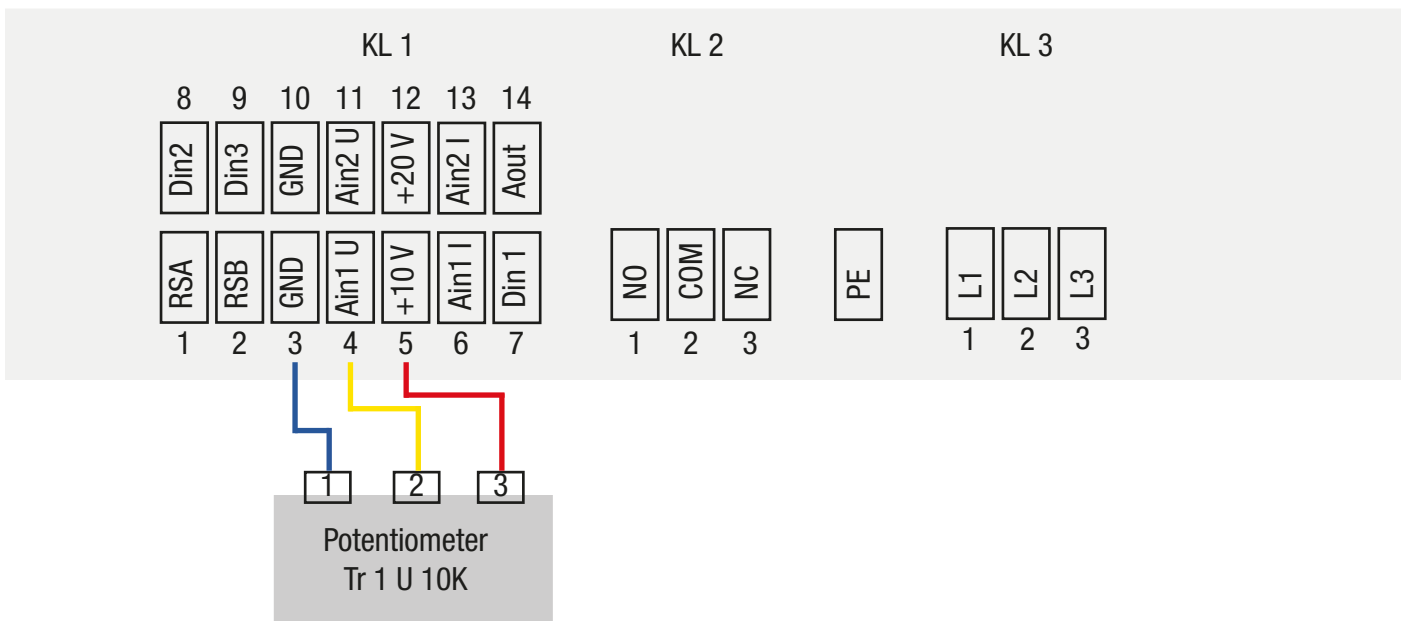 KL 1 KL 2 KL 3
8 9 10 11 12 13 14
Din2 Din3 GND Ain2 U +20 V Ain2 I Aout
RSA RSB GND Ain1 U +10 V Ain1 I Din 1 NO COM NC PE L1 L2 L3
1 2 3 4 5 6 7 1 2 3 1 2 3
1 2 3
Potentiometer
Tr 1 U 10K